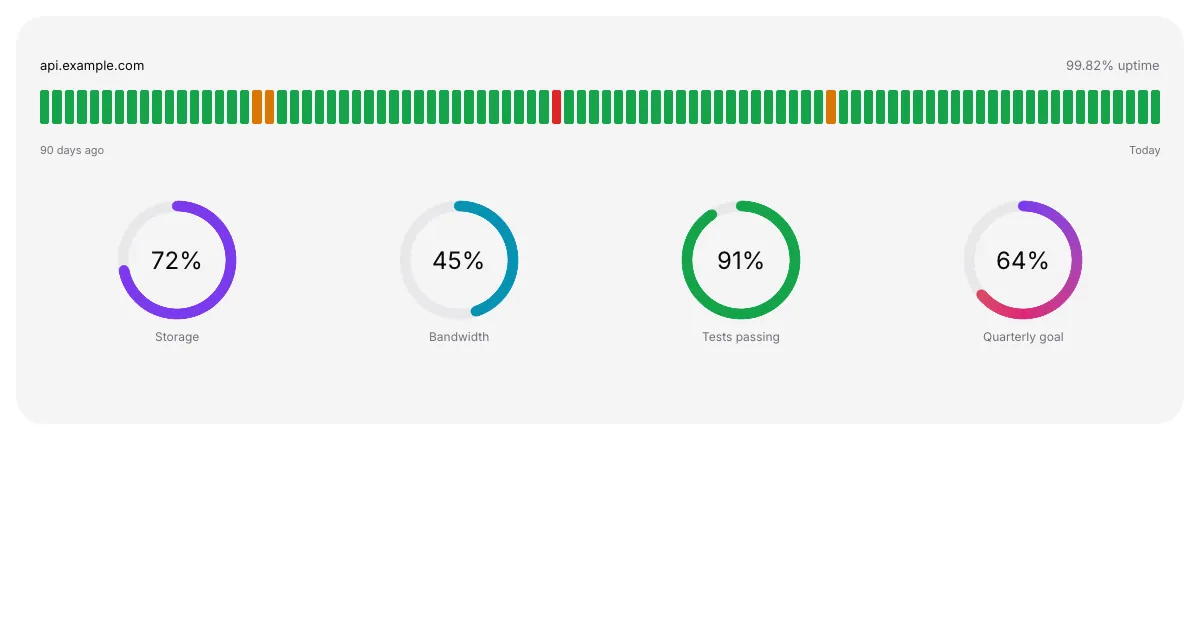 api.example.com
99.82% uptime
90 days ago
Today
72%
45%
91%
64%
Storage
Bandwidth
Tests passing
Quarterly goal